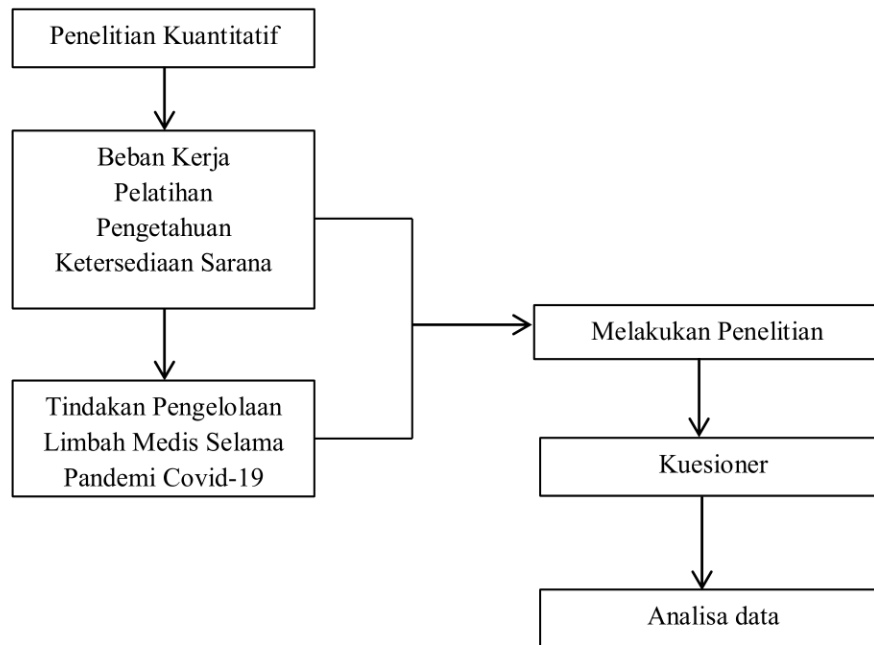 Penelitian Kuantitatif
Beban Kerja
Pelatihan
Pengetahuan
Ketersediaan Sarana
Tindakan Pengelolaan
Limbah Medis Selama
Pandemi Covid-19
Melakukan Penelitian
Kuesioner
Analisa data